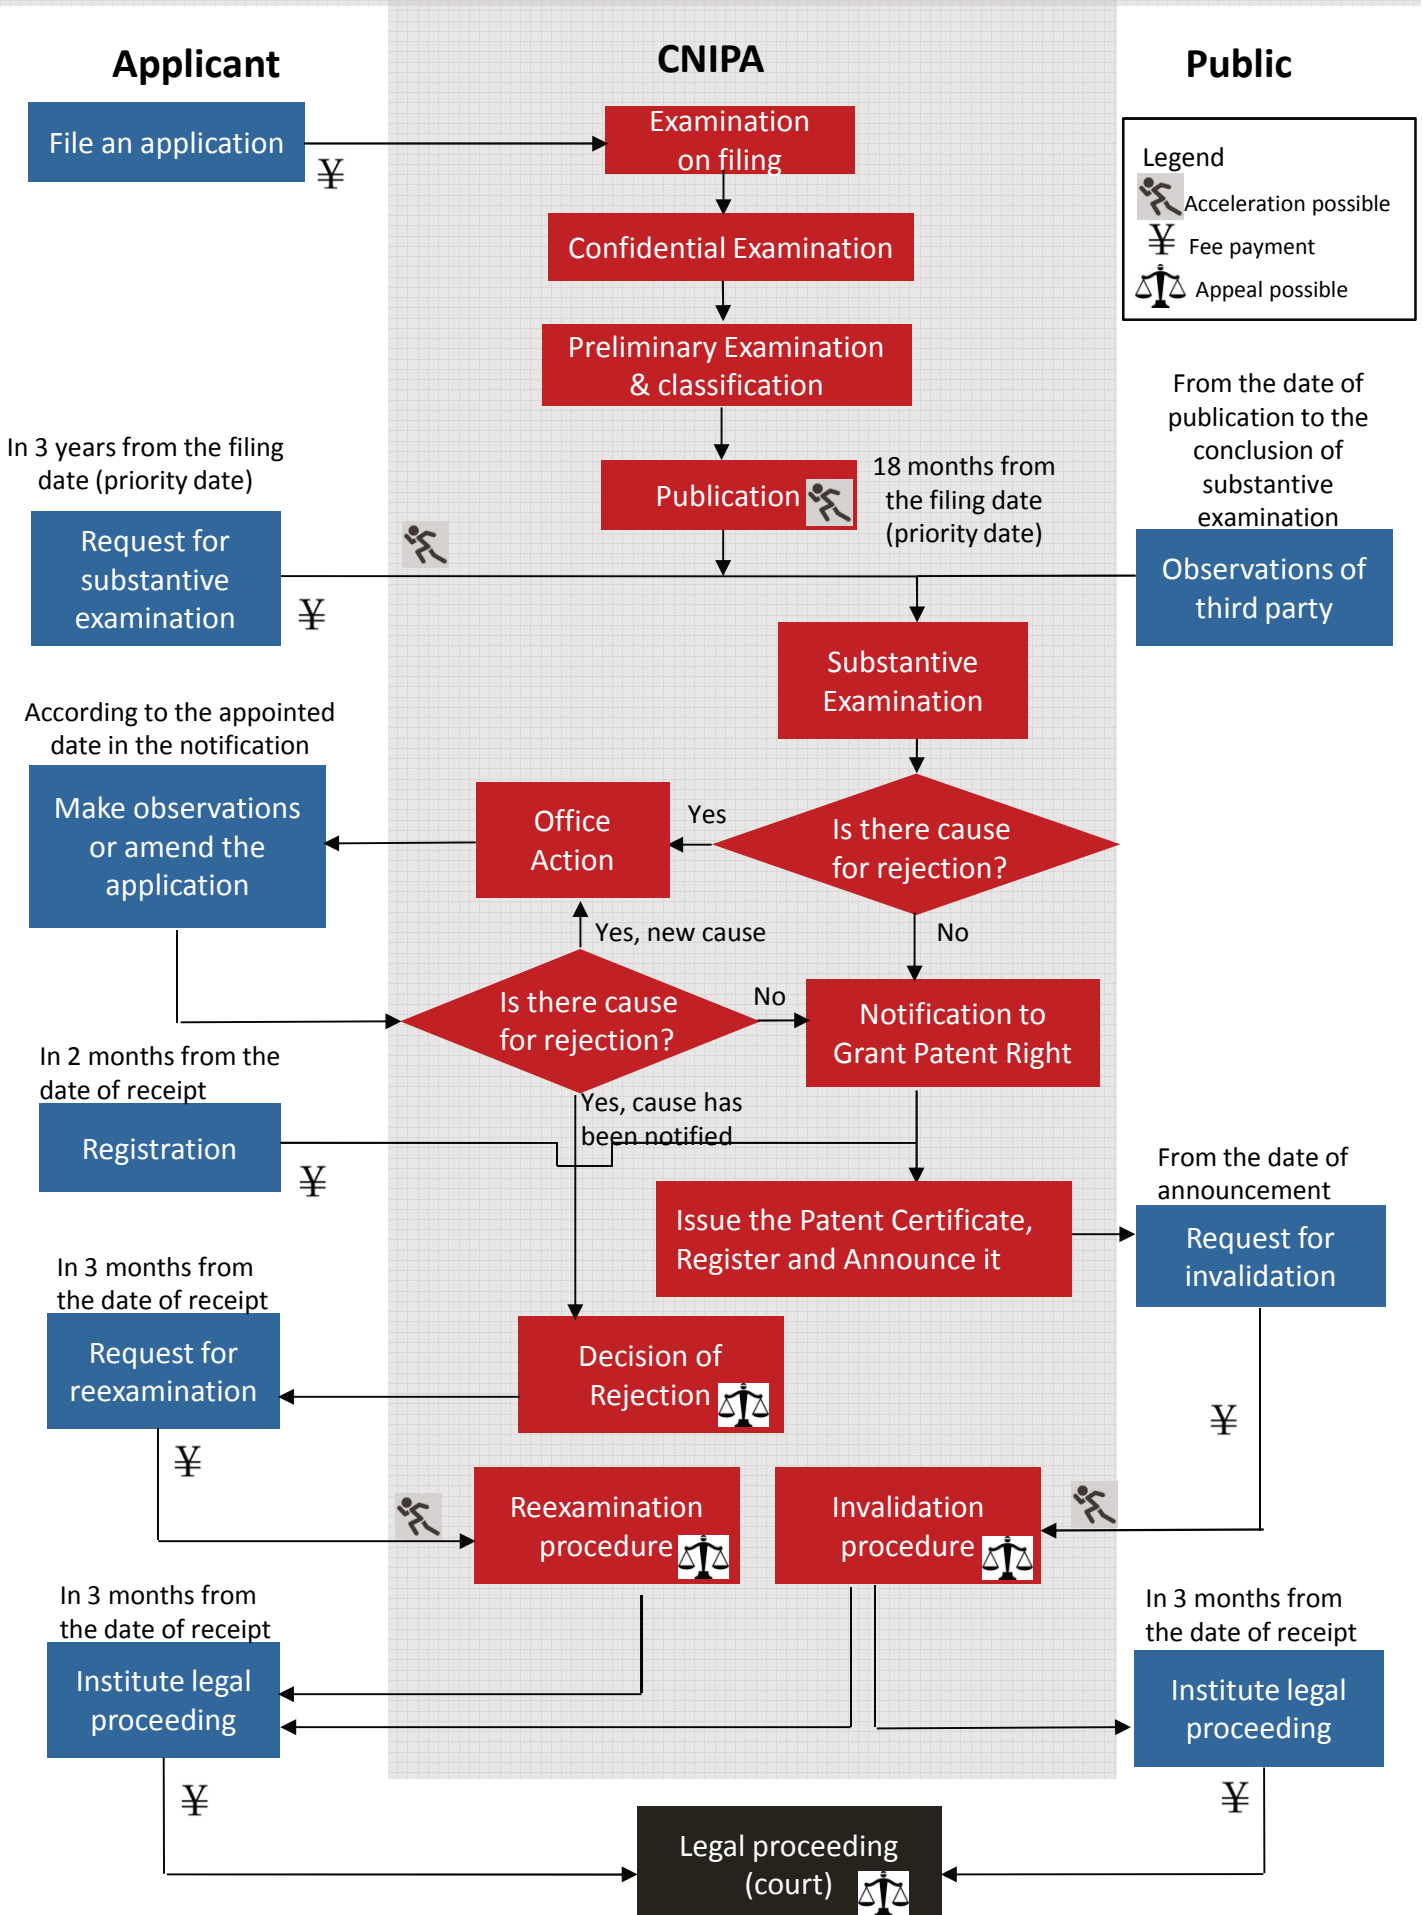 Applicant
CNIPA
Public
File an application
¥
Examination
on filing
Legend
Acceleration possible
¥ Fee payment
Appeal possible
Confidential Examination
Preliminary Examination
& classification
From the date of
publication to the
conclusion of
substantive
examination
In 3 years from the filing
date (priority date)
Publication
18 months from
the filing date
(priority date)
Request for
substantive
examination
¥
Observations of
third party
Substantive
Examination
According to the appointed
date in the notification
Make observations
or amend the
application
Office
Action
Yes
Is there cause
for rejection?
Yes, new cause
No
Is there cause
for rejection?
No
Notification to
Grant Patent Right
In 2 months from the
date of receipt
Registration
¥
Yes, cause has
been notified
Issue the Patent Certificate,
Register and Announce it
From the date of
announcement
Request for
invalidation
¥
In 3 months from
the date of receipt
Request for
reexamination
¥
Decision of
Rejection
Reexamination
procedure
Invalidation
procedure
In 3 months from
the date of receipt
Institute legal
proceeding
¥
In 3 months from
the date of receipt
Institute legal
proceeding
¥
Legal proceeding
(court)